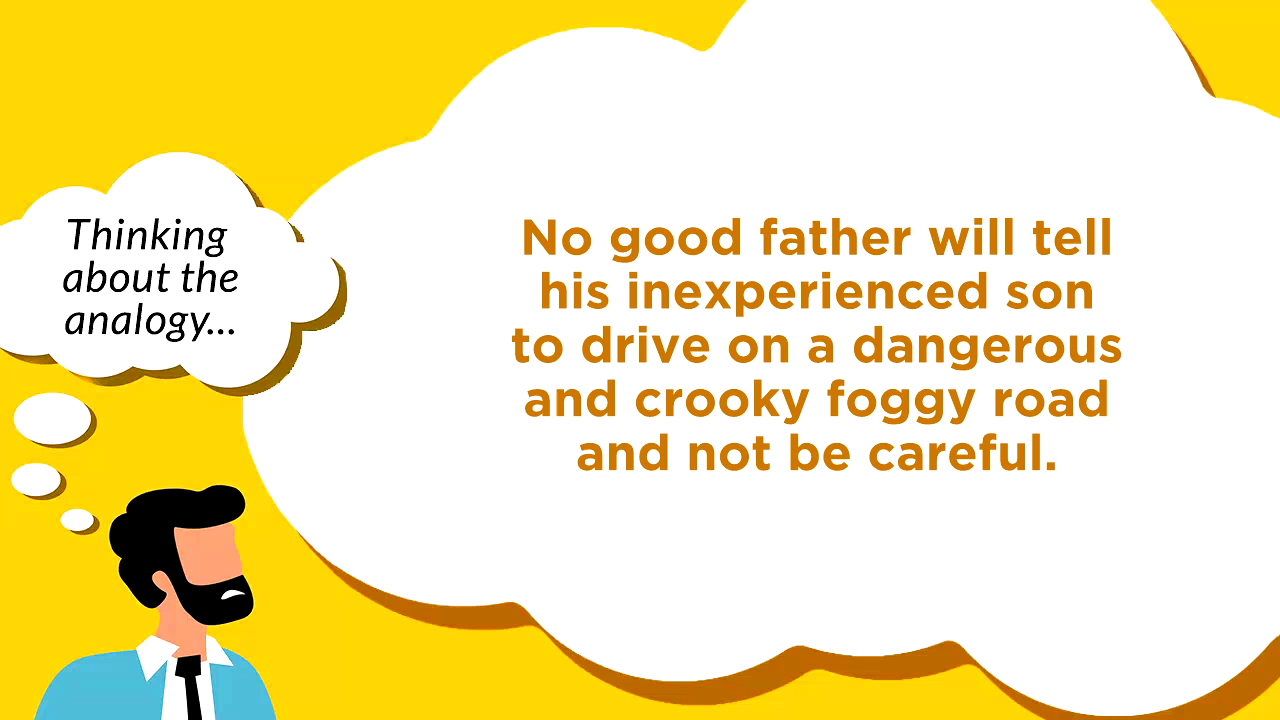 Thinking
about the
analogy...
No good father will tell
his inexperienced son
to drive on a dangerous
and crooky foggy road
and not be careful.